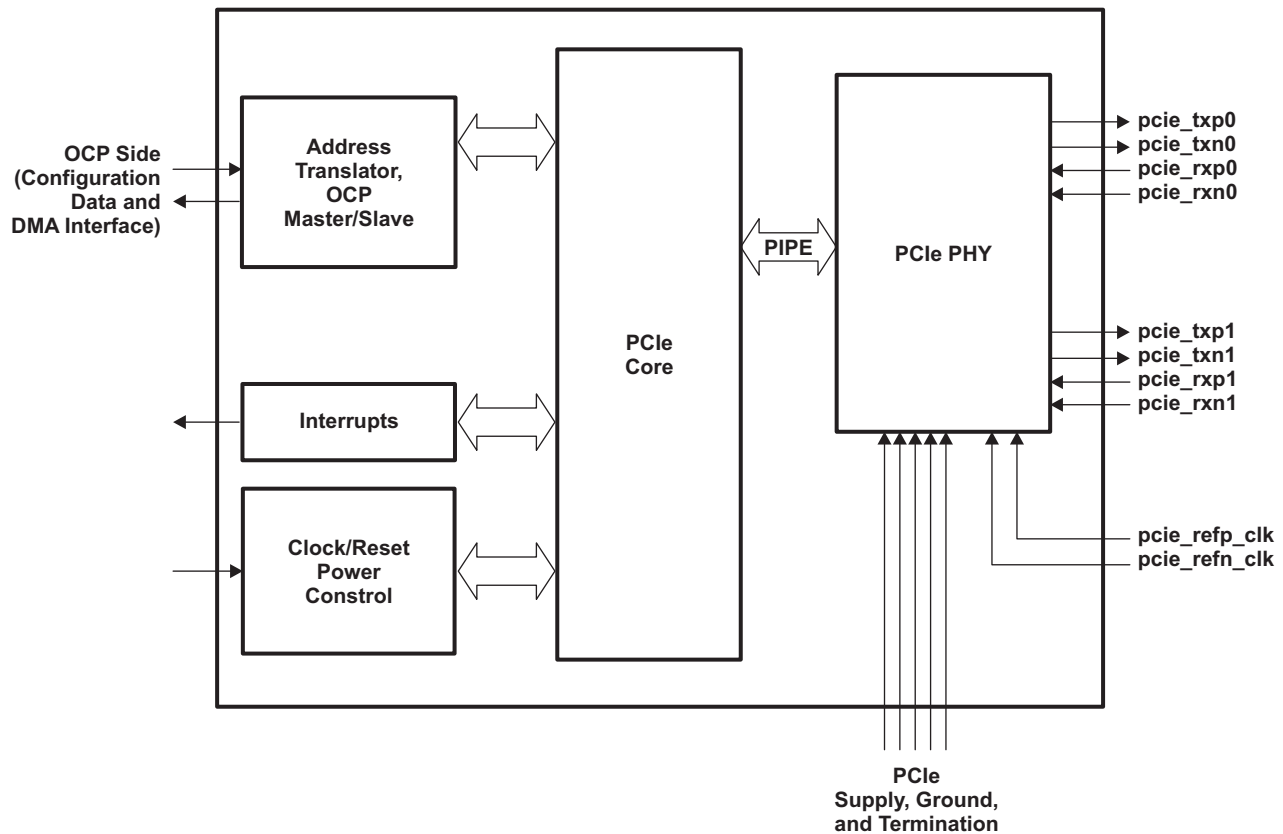 OCP Side
(Configuration
Data and
DMA Interface)
Address
Translator,
OCP
Master/Slave
Interrupts
Clock/Reset
Power
Constrol
PCIe
Core
PIPE
PCIe PHY
pcie_txp0
pcie_txn0
pcie_rxp0
pcie_rxn0
pcie_txp1
pcie_txn1
pcie_rxp1
pcie_rxn1
pcie_refp_clk
pcie_refn_clk
PCIe
Supply, Ground,
and Termination